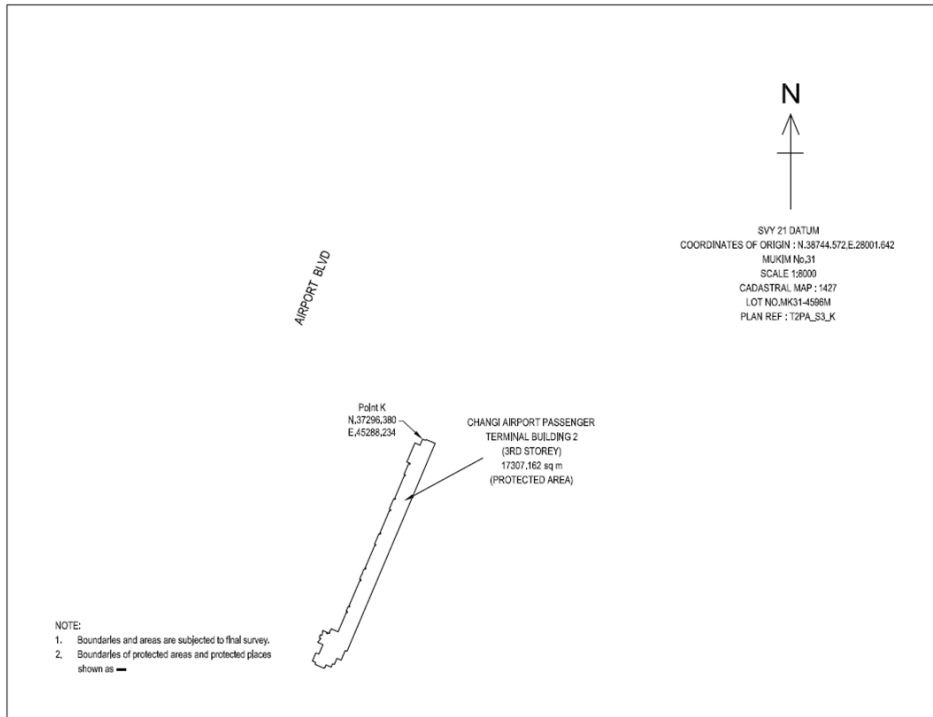 N
SVY 21 DATUM
COORDINATES OF ORIGIN : N.38744.572,E.28001.642
MUKIM No.31
SCALE 1:8000
CADASTRAL MAP : 1427
LOT NO.MK31-4596M
PLAN REF : T2PA_S3_K
AIRPORT BLVD
Point K
N.37296.380
E.45288.234
CHANGI AIRPORT PASSENGER
TERMINAL BUILDING 2
(3RD STOREY)
17307.162 sq m
(PROTECTED AREA)
NOTE:
1. Boundaries and areas are subjected to final survey.
2. Boundaries of protected areas and protected places
shown as